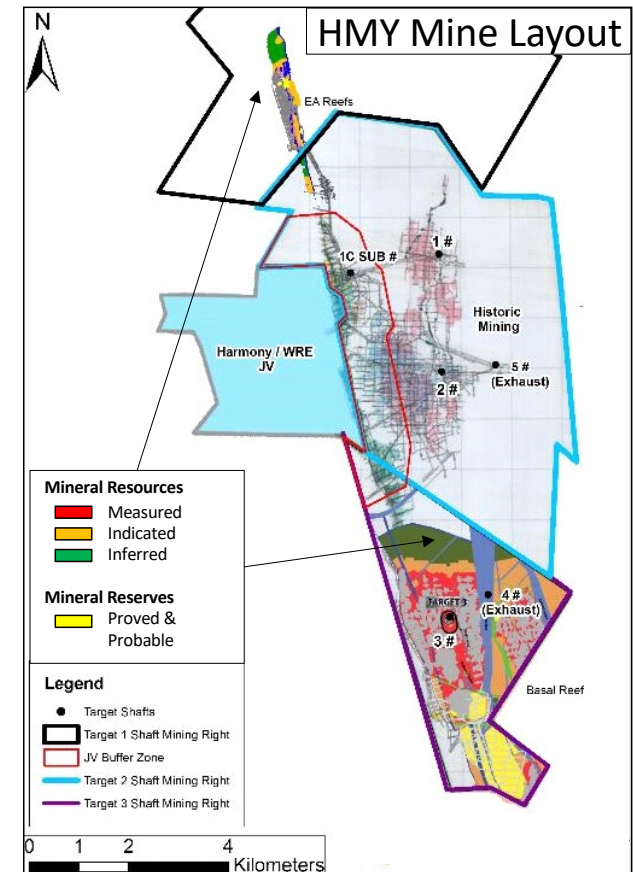 HMY Mine Layout
N
EA Reefs
1 #
1C SUB #
Historic
Mining
Harmony / WRE
JV
5 #
(Exhaust)
2 #
Mineral Resources
Measured
Indicated
Inferred
Mineral Reserves
Proved &
Probable
TARGET 3
3 #
4 #
(Exhaust)
Basal Reef
Legend
Target Shafts
Target 1 Shaft Mining Right
JV Buffer Zone
Target 2 Shaft Mining Right
Target 3 Shaft Mining Right
0 1 2 4
Kilometers